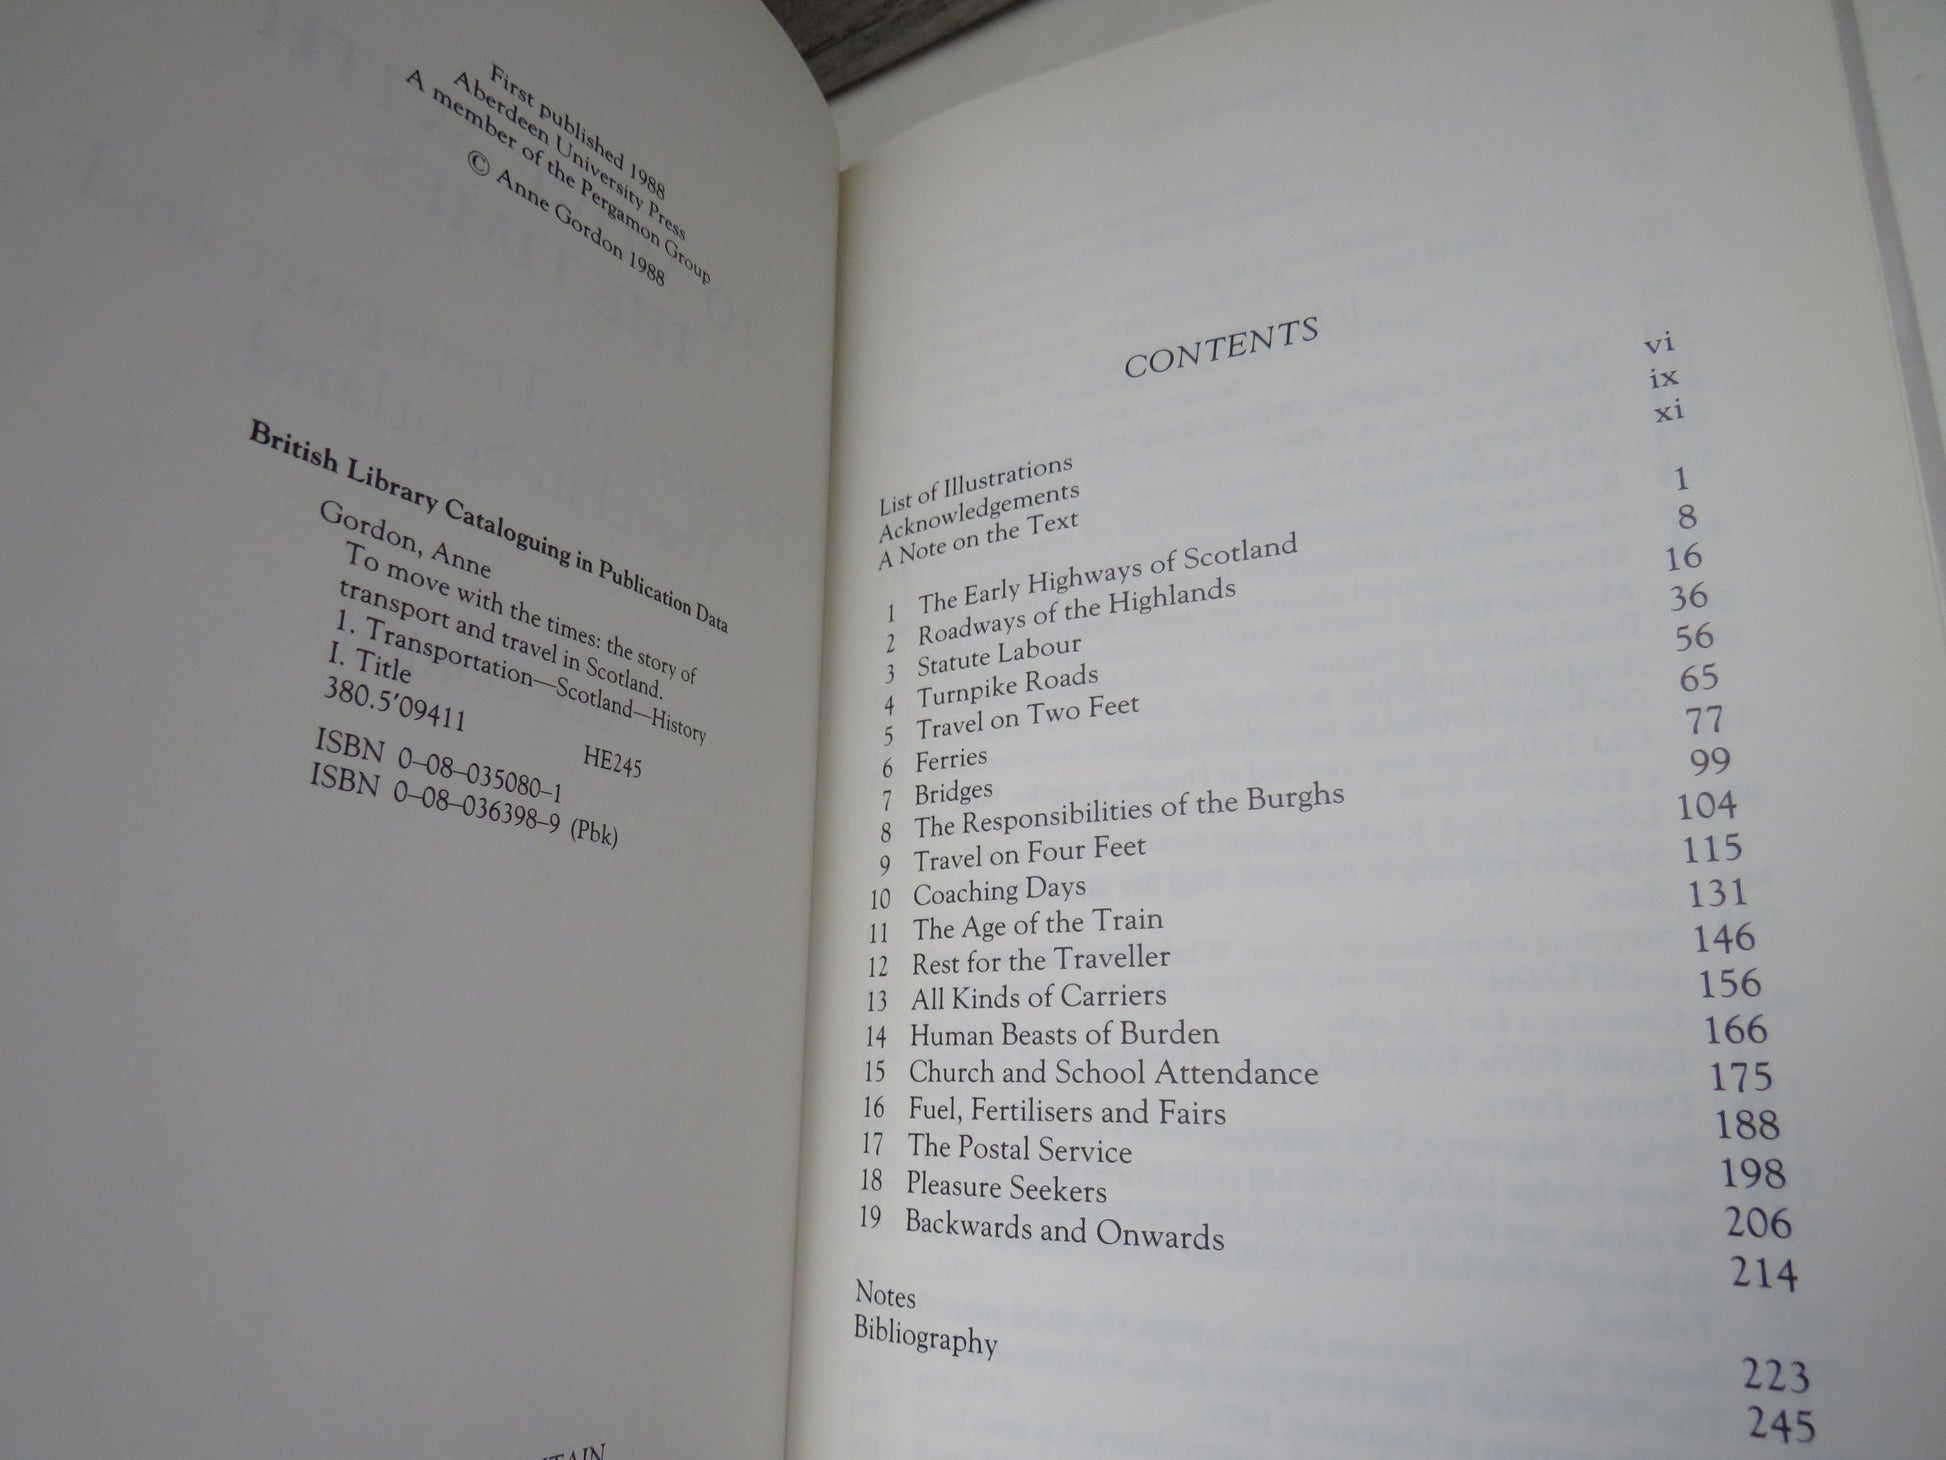 First published 1988
Aberdeen University Press
A member of the Pergamon Group
© Anne Gordon 1988
British Library Cataloguing in Publication Data
Gordon, Anne
To move with the times: the story of
transport and travel in Scotland.
1. Transportation—Scotland—History
I. Title
380.5'09411 HE245
ISBN 0–08–035080–1
ISBN 0–08–036398–9 (Pbk)
CONTENTS
List of Illustrations vi
Acknowledgements ix
A Note on the Text xi
1 The Early Highways of Scotland 1
2 Roadways of the Highlands 8
3 Statute Labour 16
4 Turnpike Roads 36
5 Travel on Two Feet 56
6 Ferries 65
7 Bridges 77
8 The Responsibilities of the Burghs 99
9 Travel on Four Feet 104
10 Coaching Days 115
11 The Age of the Train 131
12 Rest for the Traveller 146
13 All Kinds of Carriers 156
14 Human Beasts of Burden 166
15 Church and School Attendance 175
16 Fuel, Fertilisers and Fairs 188
17 The Postal Service 198
18 Pleasure Seekers 206
19 Backwards and Onwards 214
Notes 223
Bibliography 245